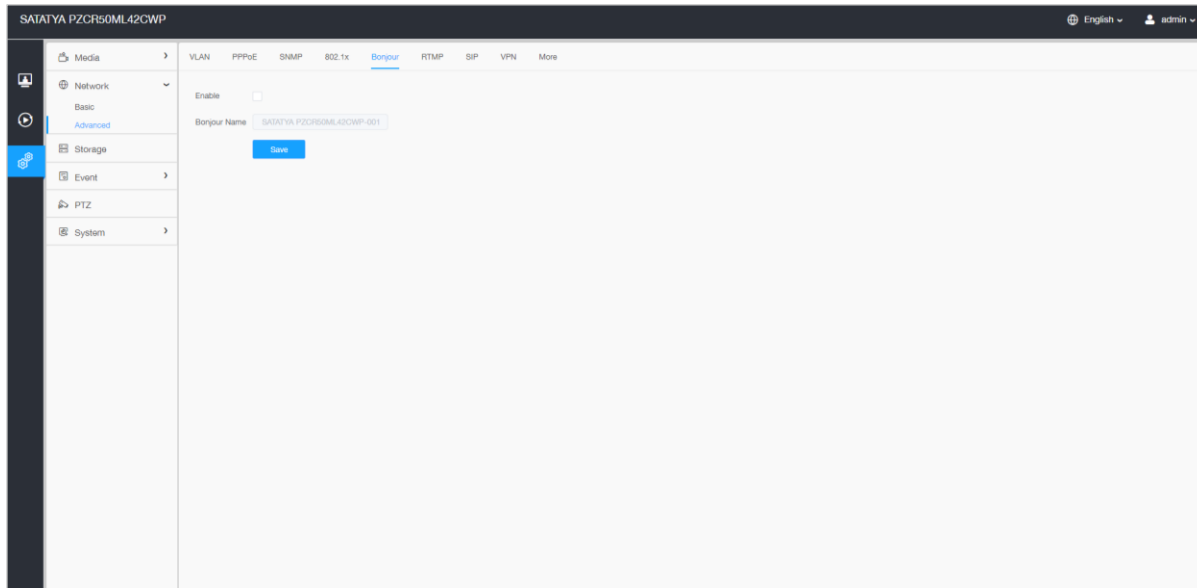 SATATYA PZCR50ML42CWP
English
admin
Media
Network
Basic
Advanced
Storage
Event
PTZ
System
VLAN PPPoE SNMP 802.1x Bonjour RTMP SIP VPN More
Enable
Bonjour Name SATATYA PZCR50ML42CWP-001
Save